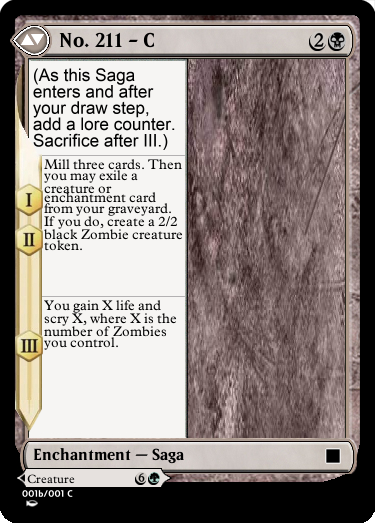 No. 211 – C
2
(As this Saga
enters and after
your draw step,
add a lore counter.
Sacrifice after III.)
Mill three cards. Then
you may exile a
creature or
enchantment card
from your graveyard.
If you do, create a 2/2
black Zombie creature
token.
I
II
You gain X life and
scry X, where X is the
number of Zombies
you control.
III
Enchantment — Saga
Creature 6
001b/001 C